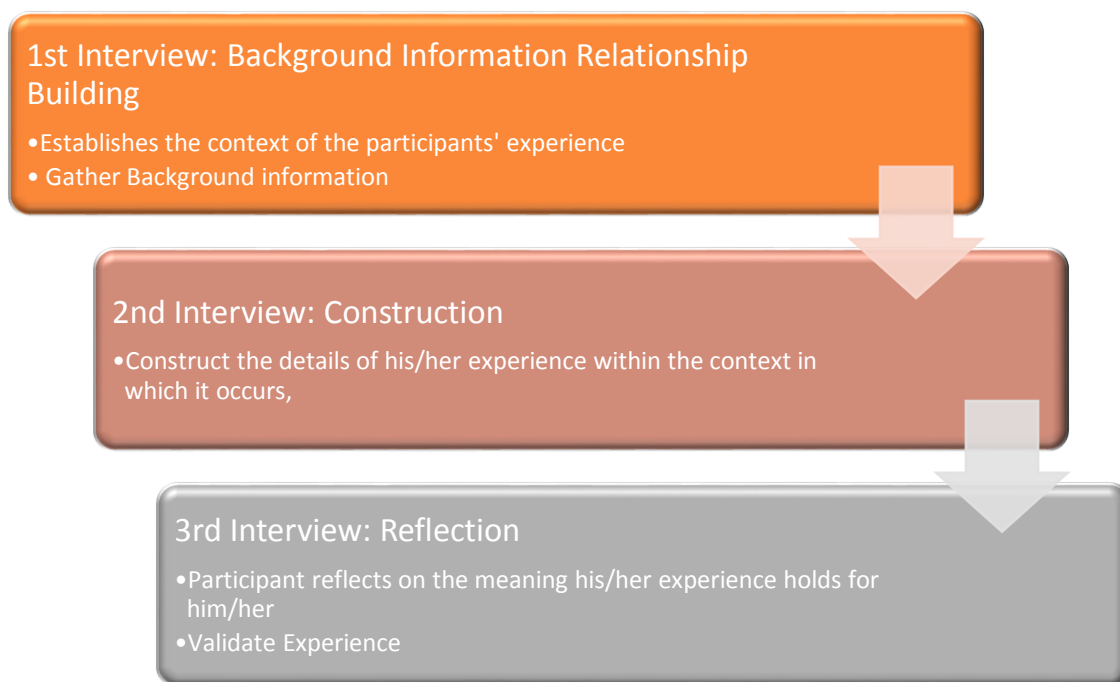 1st Interview: Background Information Relationship
Building
•Establishes the context of the participants' experience
• Gather Background information
2nd Interview: Construction
•Construct the details of his/her experience within the context in
which it occurs,
3rd Interview: Reflection
•Participant reflects on the meaning his/her experience holds for
him/her
•Validate Experience